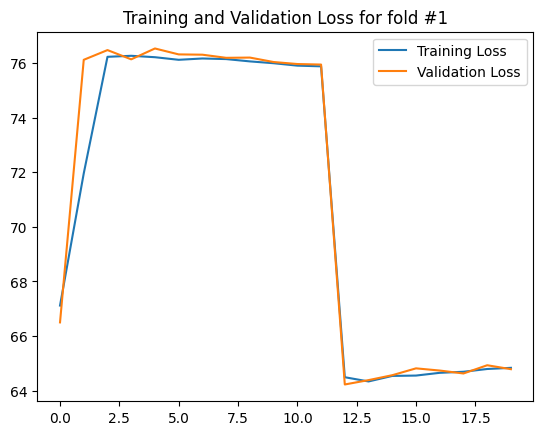 Training and Validation Loss for fold #1
Training Loss
Validation Loss
76
74
72
70
68
66
64
0.0 2.5 5.0 7.5 10.0 12.5 15.0 17.5